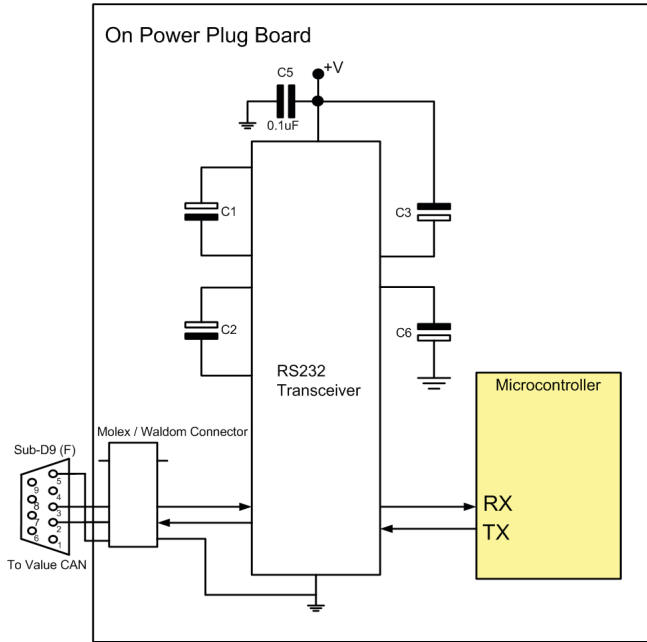 On Power Plug Board
+V
C5
0.1uF
C1
C3
C2
C6
RS232
Transceiver
Microcontroller
Molex / Waldom Connector
Sub-D9 (F)
5
9
4
8
3
7
2
6
1
RX
TX
To Value CAN